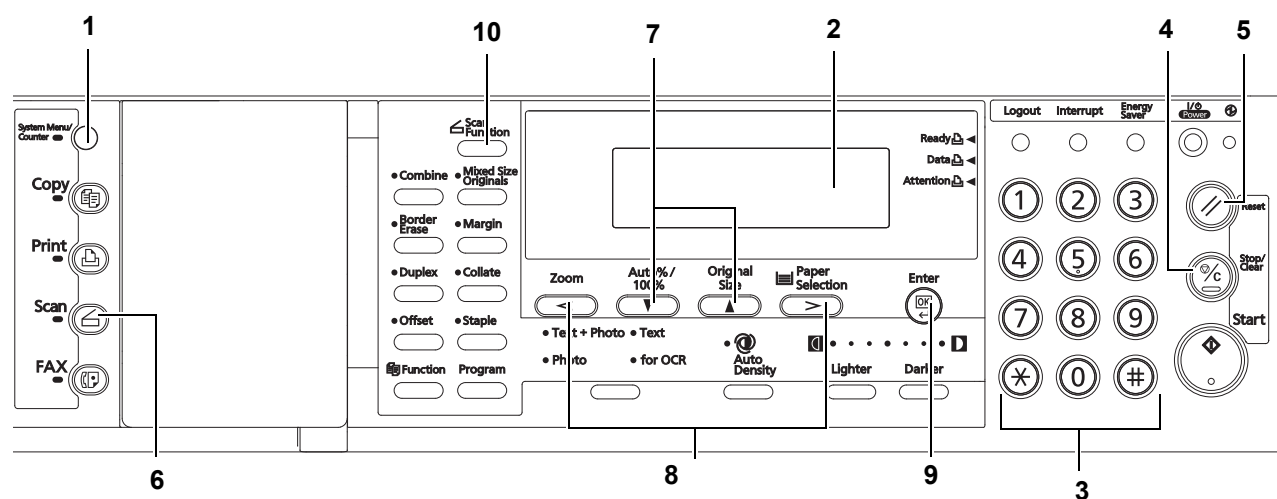 1
10
7
2
4
5
System Menu/
Counter
Copy
Print
Scan
FAX
6
Scan
Function
Combine
Mixed Size
Originals
Border
Erase
Margin
Duplex
Collate
Offset
Staple
Function
Program
Ready
Data
Attention
Zoom
Auto% /
100%
Original
Size
Paper
Selection
Enter
OK
Text + Photo
Text
Photo
for OCR
Auto
Density
Lighter
Darker
8
9
Logout
Interrupt
Energy
Saver
Power
1 2 3
4 5 6
7 8 9
* 0 #
3
Reset
Stop/
Clear
%/C
Start